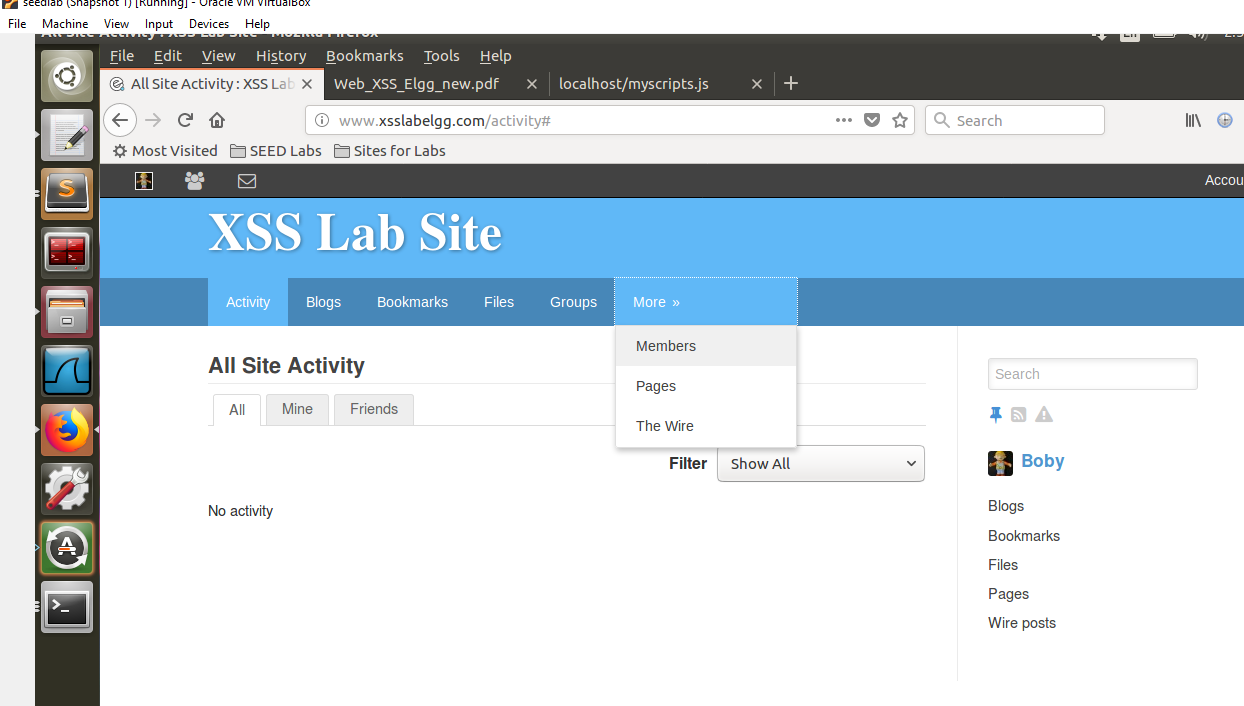 seedlab (Snapshot 1) [Running] - Oracle VM VirtualBox
File Machine View Input Devices Help
All Site Activity : XSS Lab Site - Mozilla Firefox
File Edit View History Bookmarks Tools Help
All Site Activity : XSS Lab Web_XSS_Elgg_new.pdf localhost/myscripts.js
www.xsslabelgg.com/activity# Search
Most Visited SEED Labs Sites for Labs
Accou
XSS Lab Site
Activity Blogs Bookmarks Files Groups More »
Members
Pages
The Wire
All Site Activity
All Mine Friends
Filter Show All
No activity
Search
Boby
Blogs
Bookmarks
Files
Pages
Wire posts